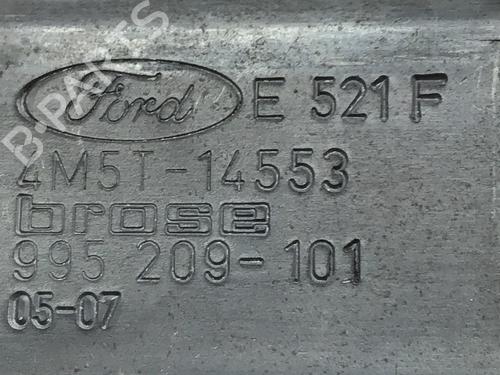 Ford E 521 F
4M5T-14553
brose
995 209-101
05-07
B-PARTS